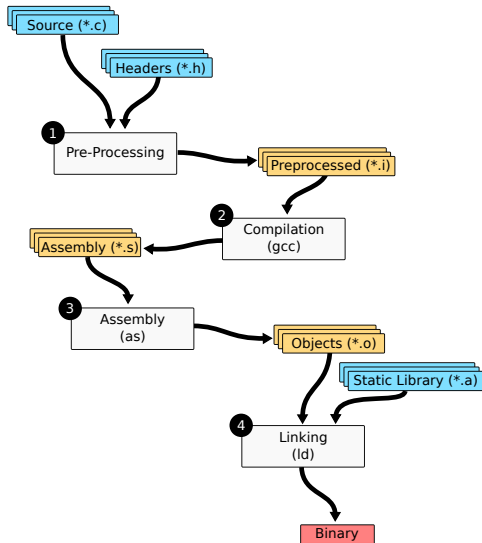 Source (*.c)
Headers (*.h)
1
Pre-Processing
Preprocessed (*.i)
2
Compilation
(gcc)
Assembly (*.s)
3
Assembly
(as)
Objects (*.o)
Static Library (*.a)
4
Linking
(ld)
Binary